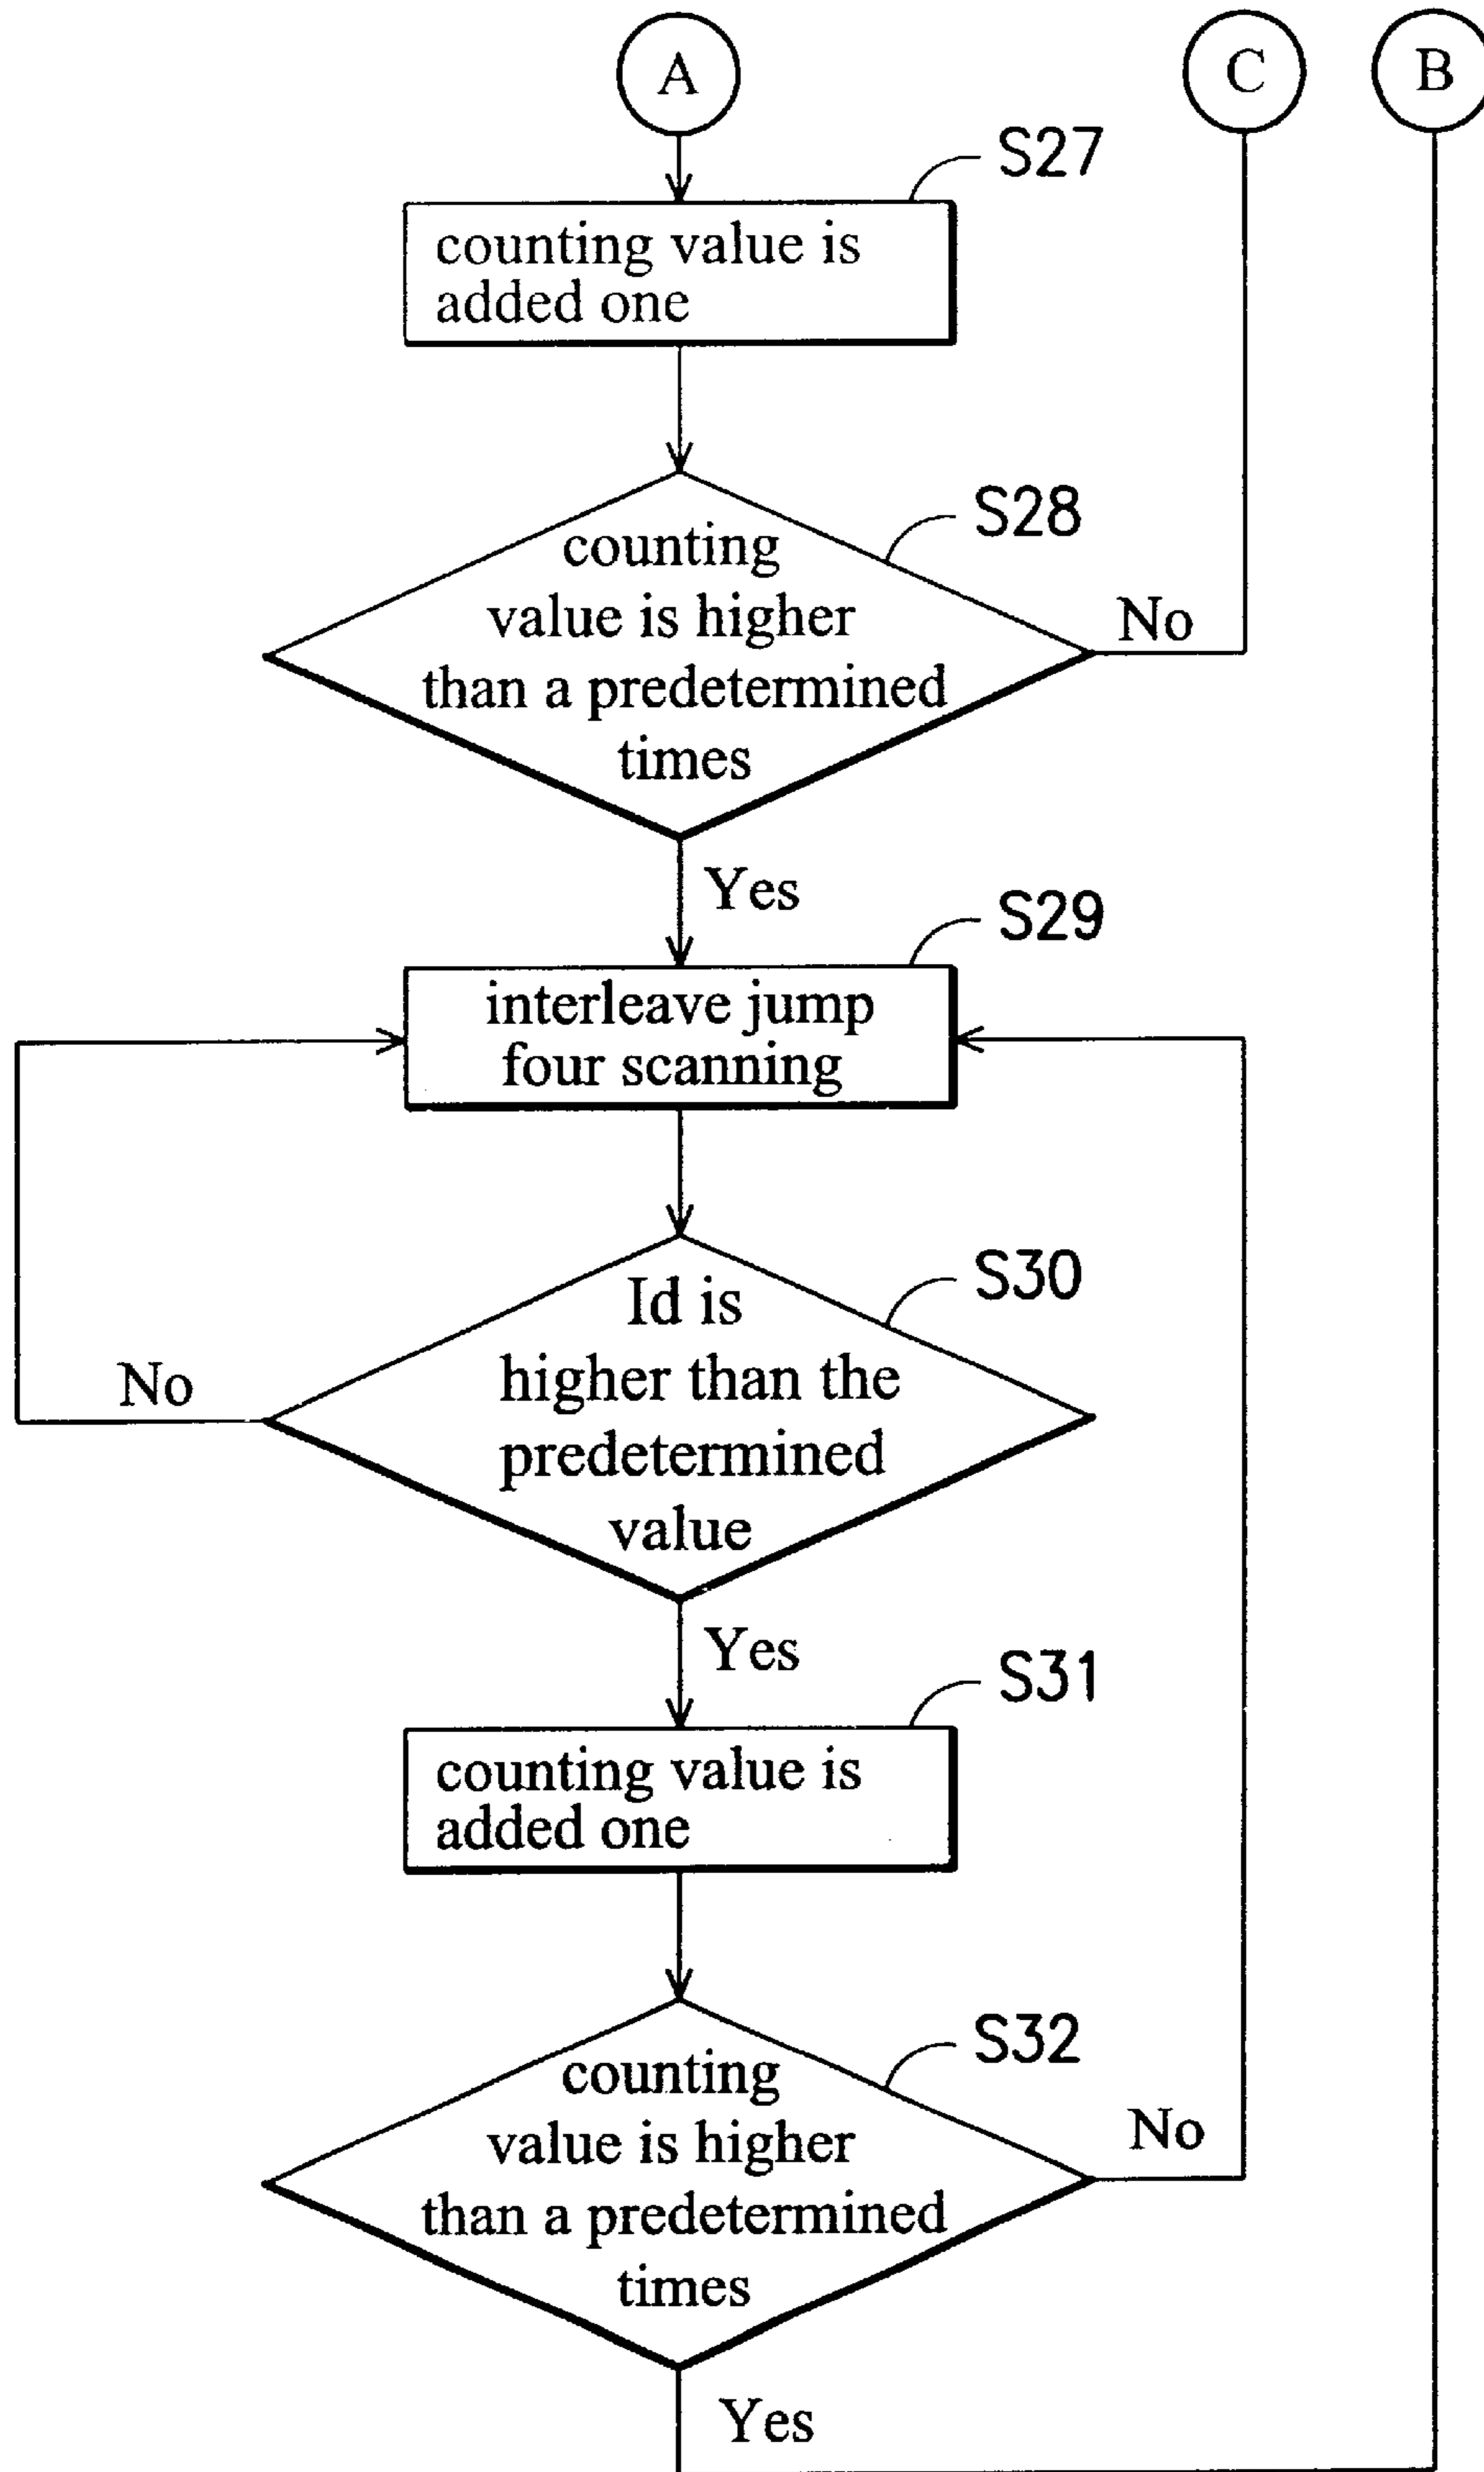 A
C
B
S27
counting value is
added one
S28
counting
value is higher
than a predetermined
times
No
Yes
S29
interleave jump
four scanning
S30
Id is
higher than the
predetermined
value
No
Yes
S31
counting value is
added one
S32
counting
value is higher
than a predetermined
times
No
Yes